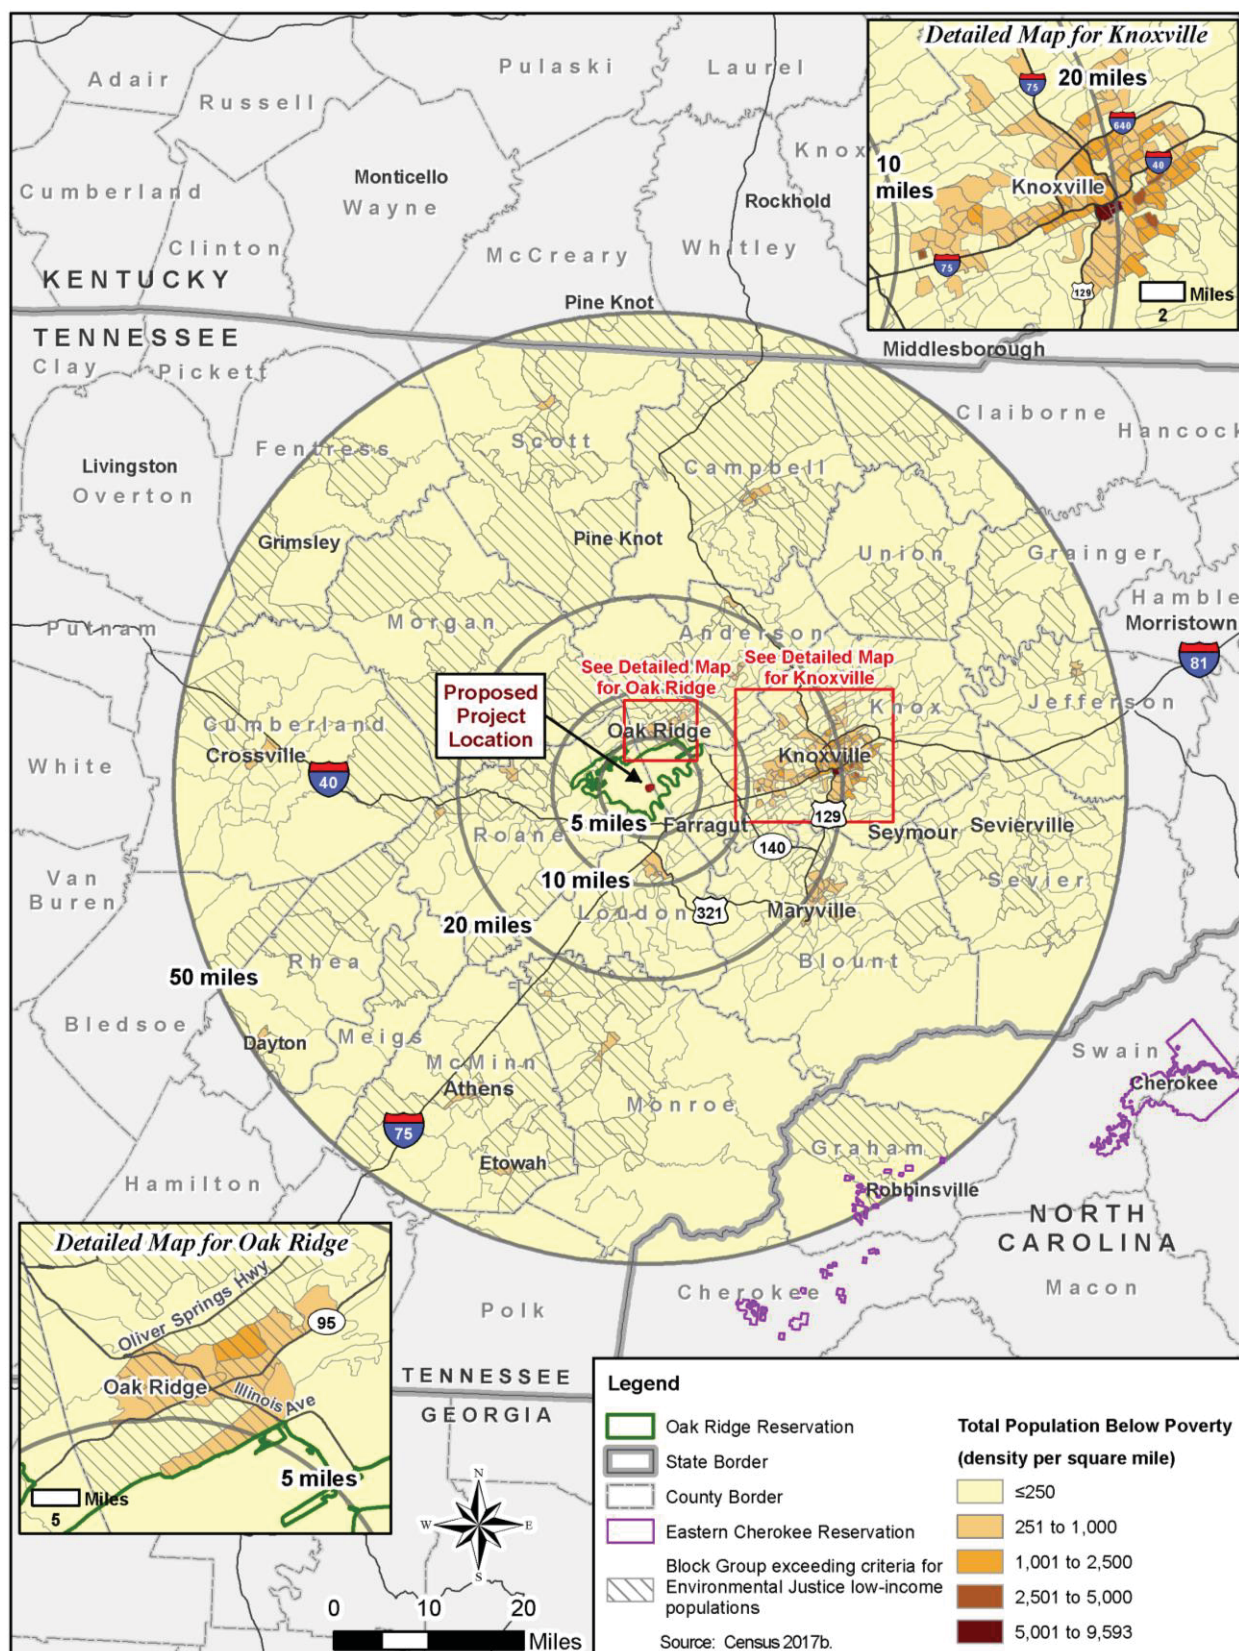 Detailed Map for Knoxville
20 miles
75
640
10
miles
Knoxville
40
75
129
Miles
2
Adair
Russell
Pulaski
Laurel
Knox
Cumberland
Monticello
Wayne
Rockhold
Clinton
McCreary
Whitley
KENTUCKY
Pine Knot
TENNESSEE
Middlesborough
Clay
Pickett
Claiborne
Hancock
Fentress
Scott
Livingston
Overton
Campbell
Grimsley
Pine Knot
Union
Grainger
Hamble
Putnam
Morgan
Anderson
Morristown
81
See Detailed Map
for Oak Ridge
See Detailed Map
for Knoxville
Proposed
Project
Location
Jefferson
Knox
Cumberland
Oak Ridge
Crossville
Knoxville
White
40
5 miles
Farragut
129
Seymour
Sevierville
Roane
140
Van
Buren
10 miles
Sevier
20 miles
Loudon
321
Maryville
50 miles
Rhea
Blount
Bledsoe
Meigs
Dayton
McMinn
Swain
Athens
Cherokee
Monroe
75
Graham
Etowah
Hamilton
Robbinsville
NORTH
CAROLINA
Polk
Cherokee
Macon
Detailed Map for Oak Ridge
Oliver Springs Hwy
95
Oak Ridge
Illinois Ave
5 miles
Miles
5
TENNESSEE
GEORGIA
N
W
E
S
0
10
20
Miles
Legend
Oak Ridge Reservation
State Border
County Border
Eastern Cherokee Reservation
Block Group exceeding criteria for
Environmental Justice low-income
populations
Source: Census 2017b.
Total Population Below Poverty
(density per square mile)
≤250
251 to 1,000
1,001 to 2,500
2,501 to 5,000
5,001 to 9,593